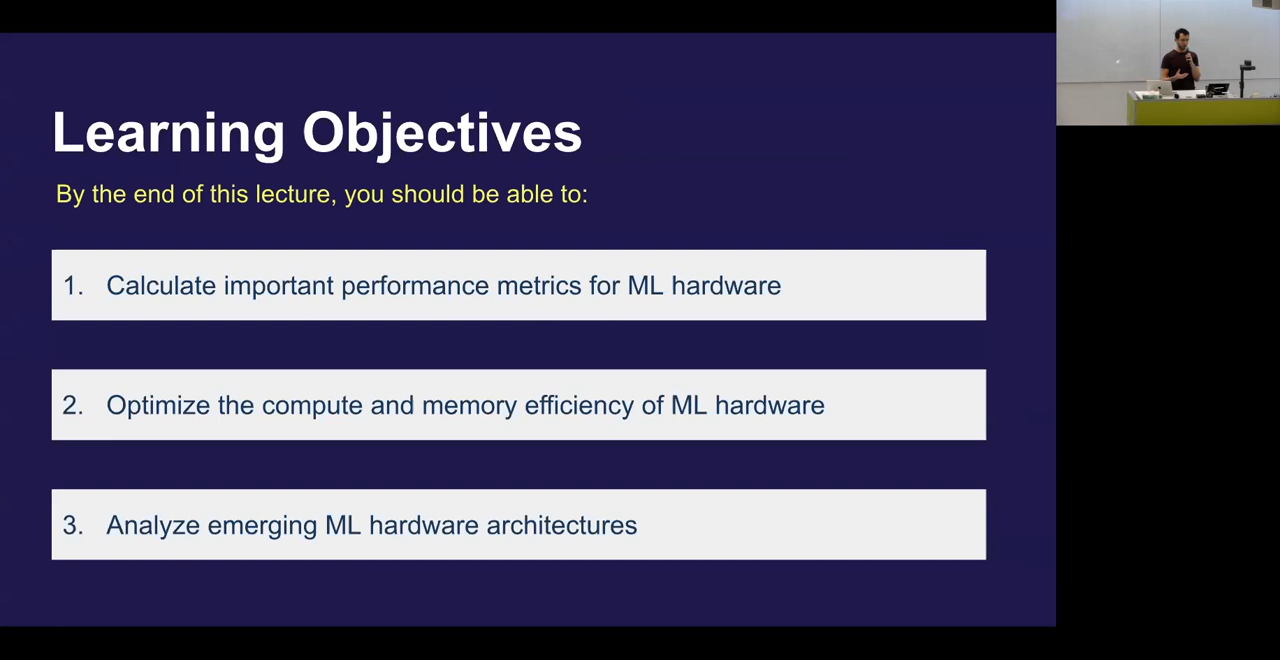 Learning Objectives
By the end of this lecture, you should be able to:
1. Calculate important performance metrics for ML hardware
2. Optimize the compute and memory efficiency of ML hardware
3. Analyze emerging ML hardware architectures